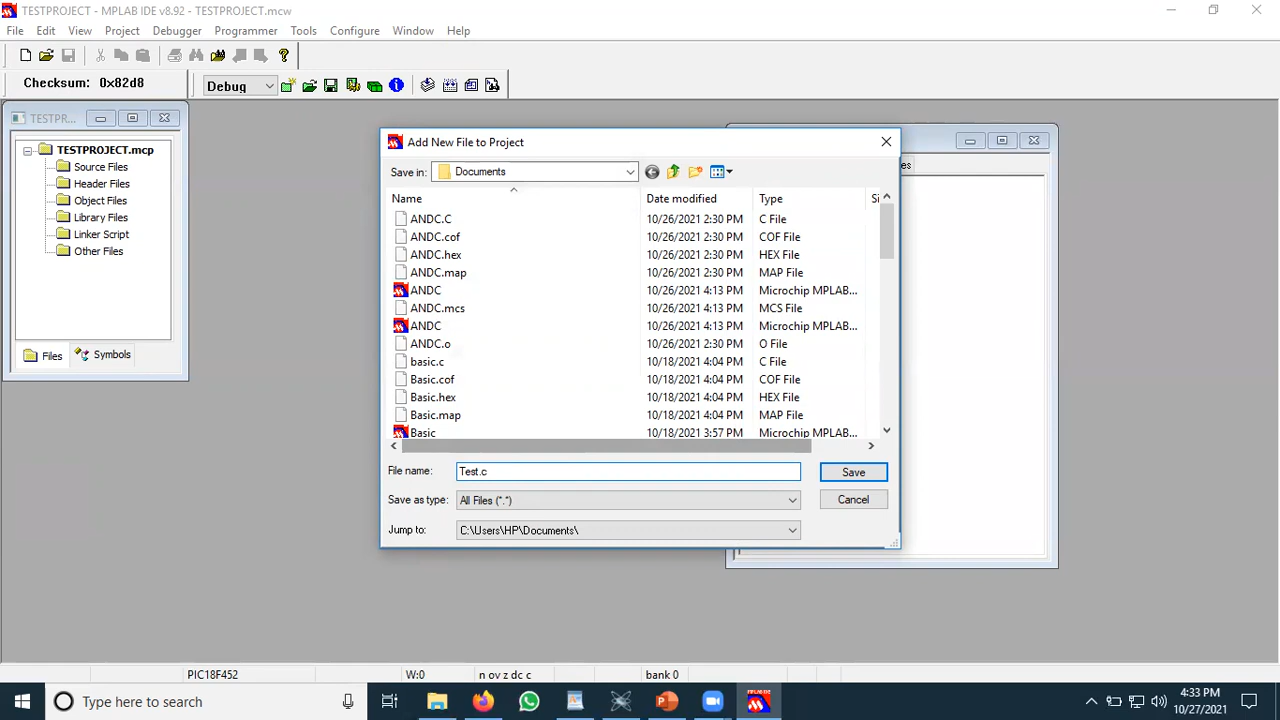 TESTPROJECT - MPLAB IDE v8.92 - TESTPROJECT.mcw
File Edit View Project Debugger Programmer Tools Configure Window Help
Checksum: 0x82d8
Debug
TESTPR...
TESTPROJECT.mcp
Source Files
Header Files
Object Files
Library Files
Linker Script
Other Files
Files
Symbols
Add New File to Project
Save in: Documents
Name Date modified Type Si
ANDC.C 10/26/2021 2:30 PM C File
ANDC.cof 10/26/2021 2:30 PM COF File
ANDC.hex 10/26/2021 2:30 PM HEX File
ANDC.map 10/26/2021 2:30 PM MAP File
ANDC 10/26/2021 4:13 PM Microchip MPLAB...
ANDC.mcs 10/26/2021 4:13 PM MCS File
ANDC 10/26/2021 4:13 PM Microchip MPLAB...
ANDC.o 10/26/2021 2:30 PM O File
basic.c 10/18/2021 4:04 PM C File
Basic.cof 10/18/2021 4:04 PM COF File
Basic.hex 10/18/2021 4:04 PM HEX File
Basic.map 10/18/2021 4:04 PM MAP File
Basic 10/18/2021 3:57 PM Microchip MPLAB...
File name: Test.c Save
Save as type: All Files (*.*) Cancel
Jump to: C:\Users\HP\Documents\
es
PIC18F452 W:0 n ov z dc c bank 0
Type here to search
4:33 PM
10/27/2021